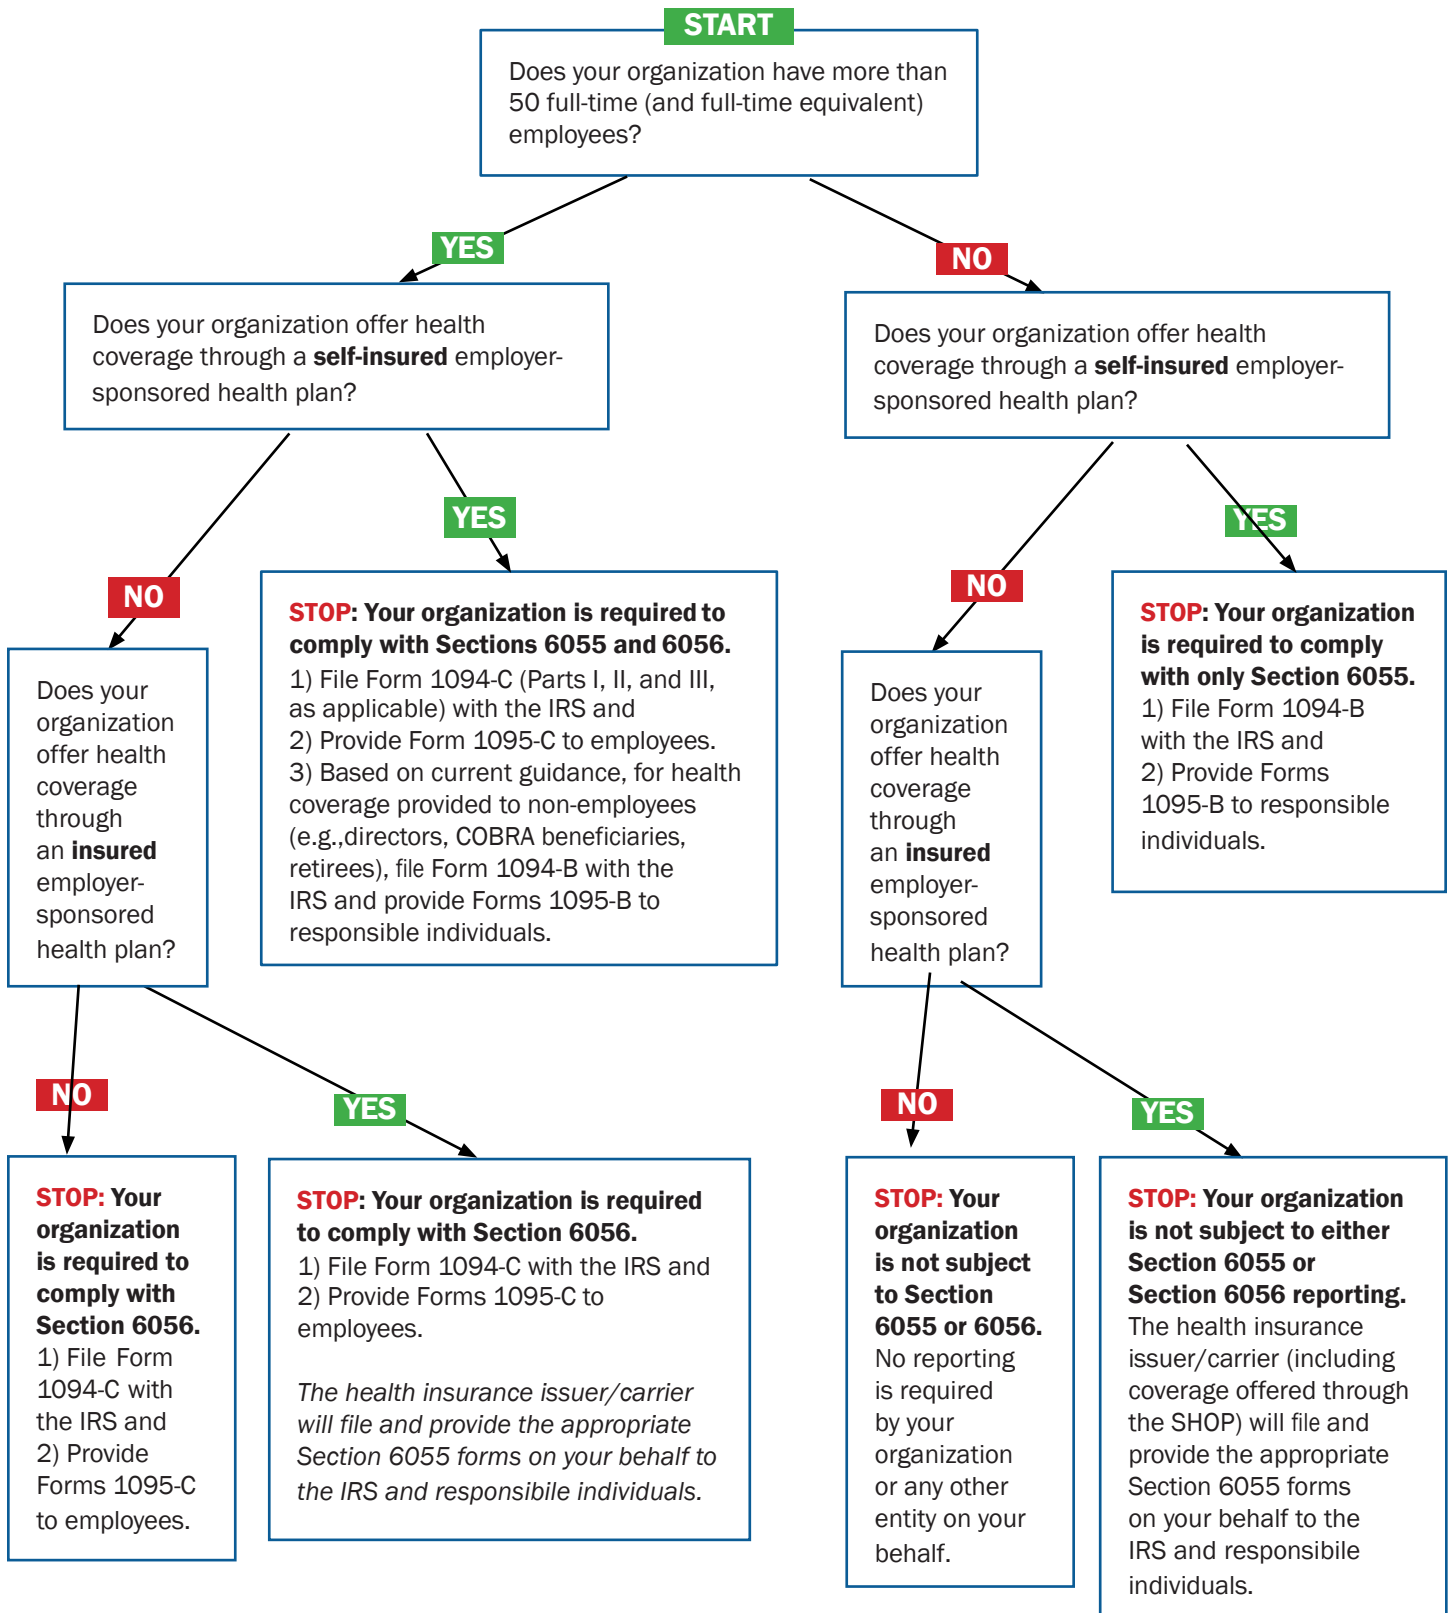 START
Does your organization have more than
50 full-time (and full-time equivalent)
employees?
YES
NO
Does your organization offer health
coverage through a self-insured employer-
sponsored health plan?
Does your organization offer health
coverage through a self-insured employer-
sponsored health plan?
NO
YES
NO
YES
Does your
organization
offer health
coverage
through
an insured
employer-
sponsored
health plan?
STOP: Your organization is required to
comply with Sections 6055 and 6056.
1) File Form 1094-C (Parts I, II, and III,
as applicable) with the IRS and
2) Provide Form 1095-C to employees.
3) Based on current guidance, for health
coverage provided to non-employees
(e.g.,directors, COBRA beneficiaries,
retirees), file Form 1094-B with the
IRS and provide Forms 1095-B to
responsible individuals.
Does your
organization
offer health
coverage
through
an insured
employer-
sponsored
health plan?
STOP: Your organization
is required to comply
with only Section 6055.
1) File Form 1094-B
with the IRS and
2) Provide Forms
1095-B to responsible
individuals.
NO
YES
NO
YES
STOP: Your
organization
is required to
comply with
Section 6056.
1) File Form
1094-C with
the IRS and
2) Provide
Forms 1095-C
to employees.
STOP: Your organization is required
to comply with Section 6056.
1) File Form 1094-C with the IRS and
2) Provide Forms 1095-C to
employees.
The health insurance issuer/carrier
will file and provide the appropriate
Section 6055 forms on your behalf to
the IRS and responsibile individuals.
STOP: Your
organization
is not subject
to Section
6055 or 6056.
No reporting
is required
by your
organization
or any other
entity on your
behalf.
STOP: Your organization
is not subject to either
Section 6055 or
Section 6056 reporting.
The health insurance
issuer/carrier (including
coverage offered through
the SHOP) will file and
provide the appropriate
Section 6055 forms
on your behalf to the
IRS and responsibile
individuals.